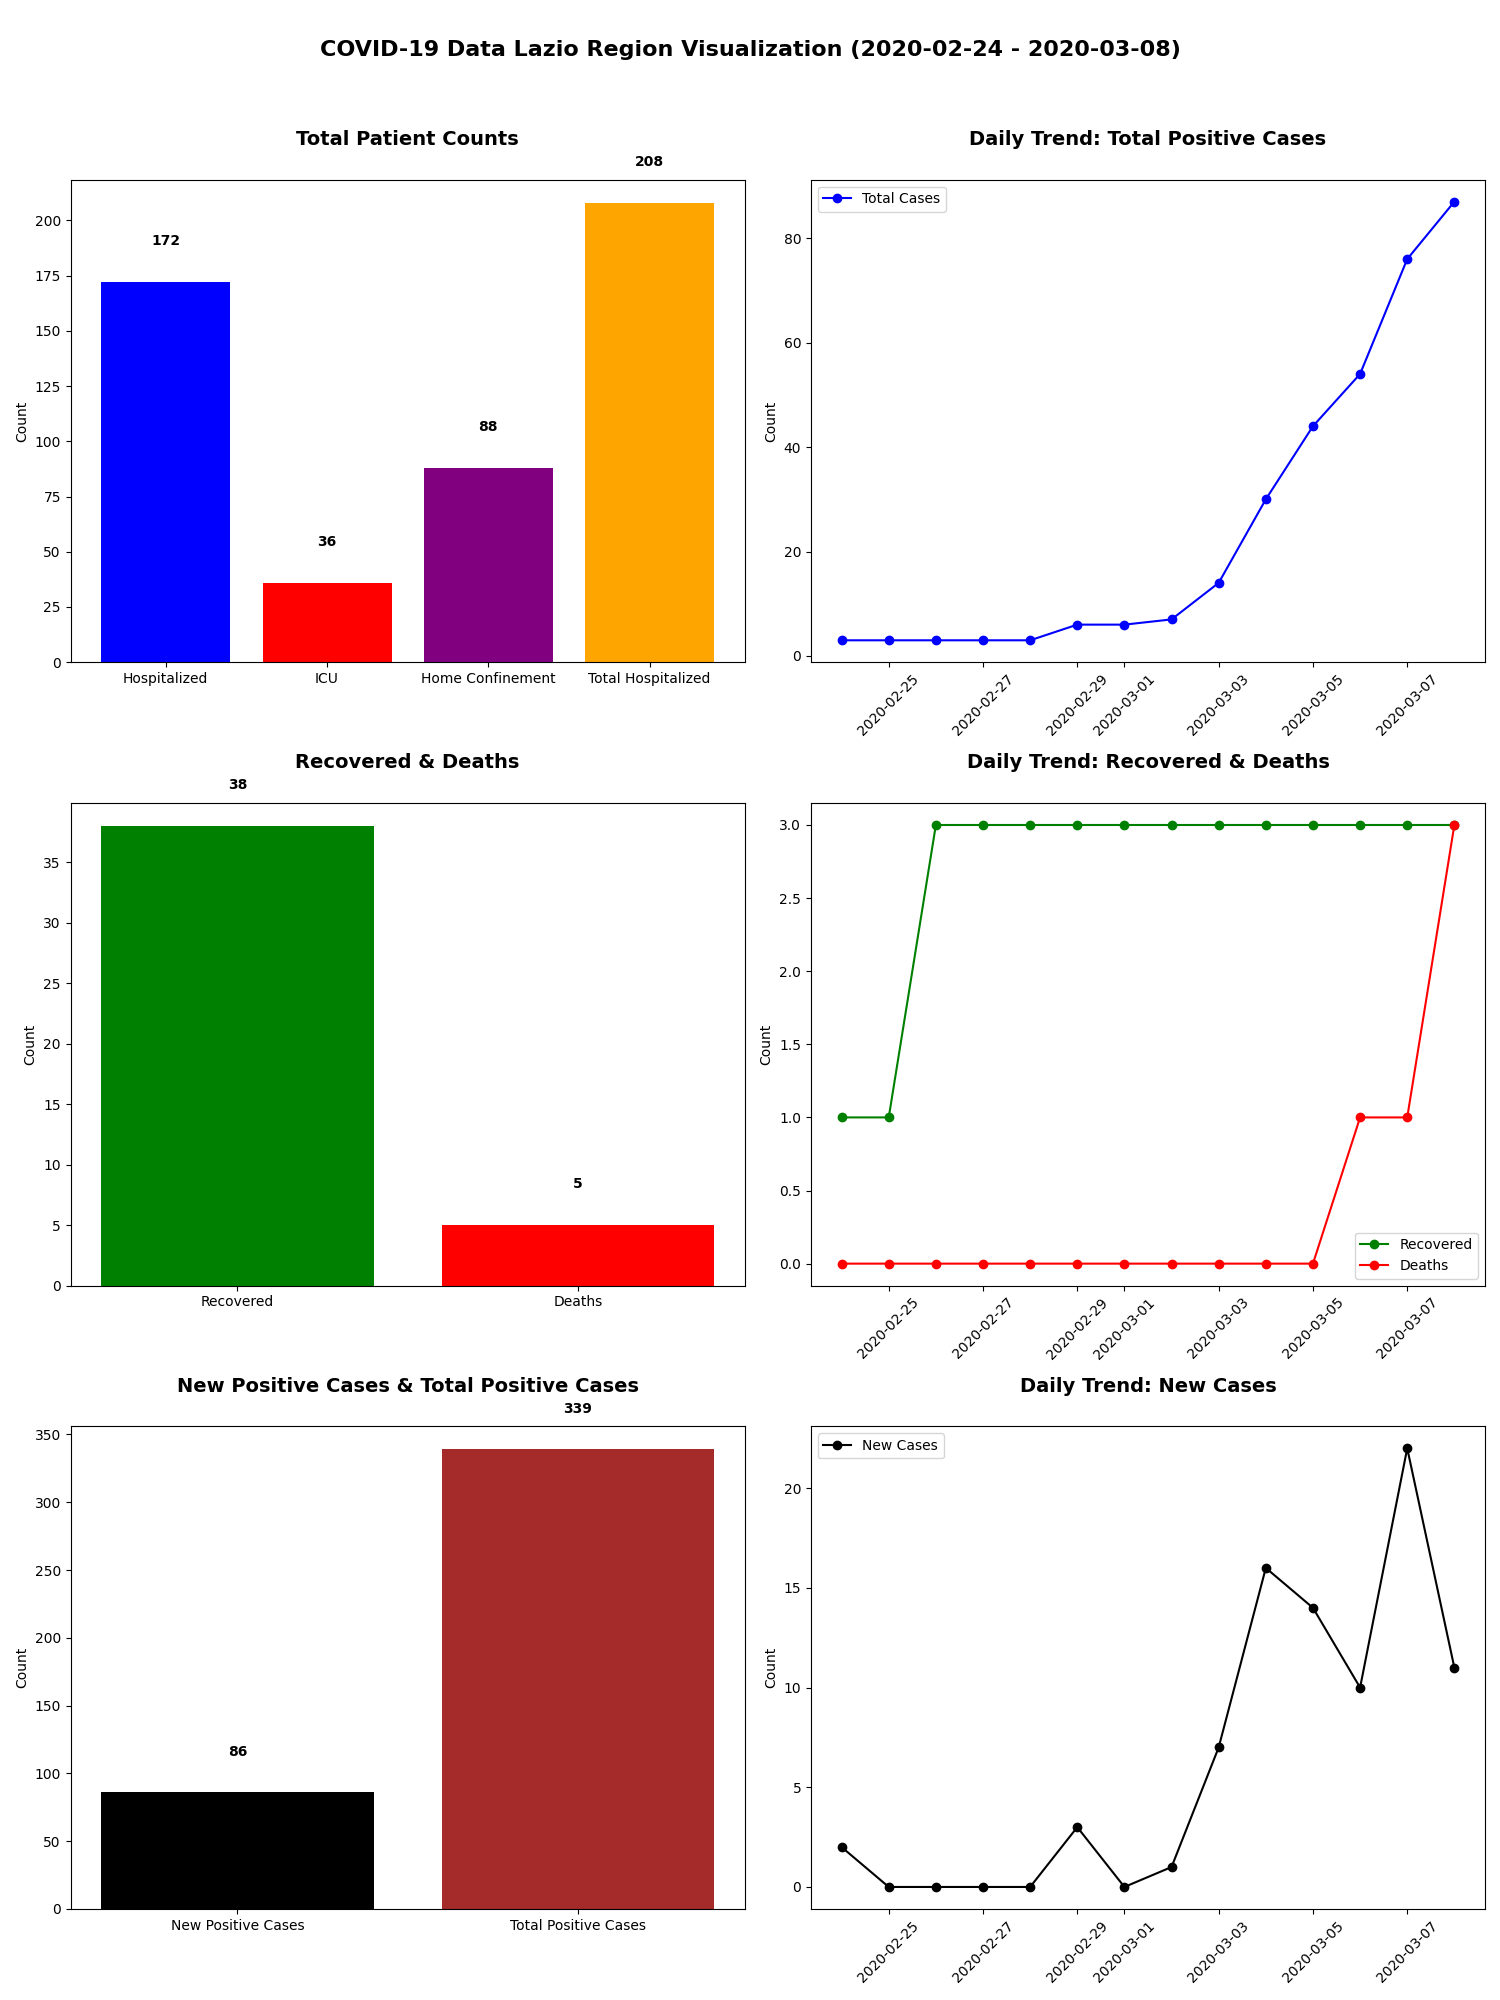 COVID-19 Data Lazio Region Visualization (2020-02-24 - 2020-03-08)
Total Patient Counts
208
200
175
150
125
100
75
50
25
0
Count
172
36
88
Hospitalized
ICU
Home Confinement
Total Hospitalized
Daily Trend: Total Positive Cases
Total Cases
80
60
40
20
0
Count
2020-02-25
2020-02-27
2020-02-29
2020-03-01
2020-03-03
2020-03-05
2020-03-07
Recovered & Deaths
38
35
30
25
20
15
10
5
0
Count
5
Recovered
Deaths
Daily Trend: Recovered & Deaths
3.0
2.5
2.0
1.5
1.0
0.5
0.0
Count
Recovered
Deaths
2020-02-25
2020-02-27
2020-02-29
2020-03-01
2020-03-03
2020-03-05
2020-03-07
New Positive Cases & Total Positive Cases
339
350
300
250
200
150
100
50
0
Count
86
New Positive Cases
Total Positive Cases
Daily Trend: New Cases
New Cases
20
15
10
5
0
Count
2020-02-25
2020-02-27
2020-02-29
2020-03-01
2020-03-03
2020-03-05
2020-03-07